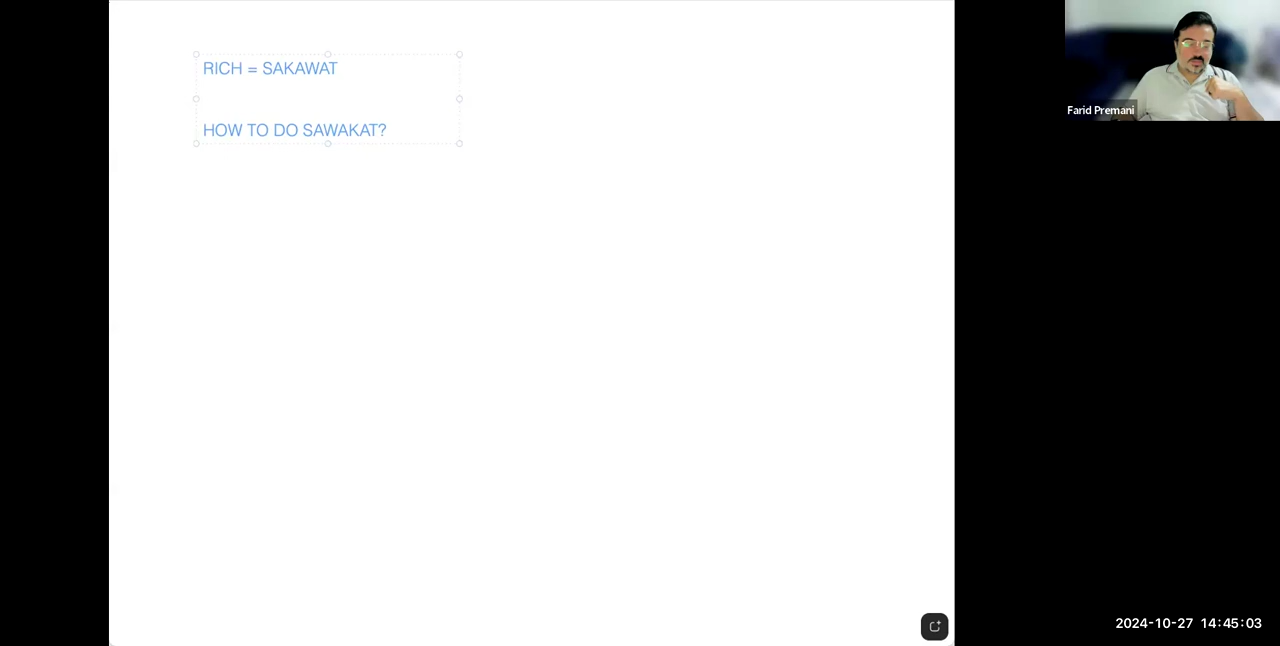 RICH = SAKAWAT
HOW TO DO SAWAKAT?
Farid Premani
2024-10-27 14:45:03